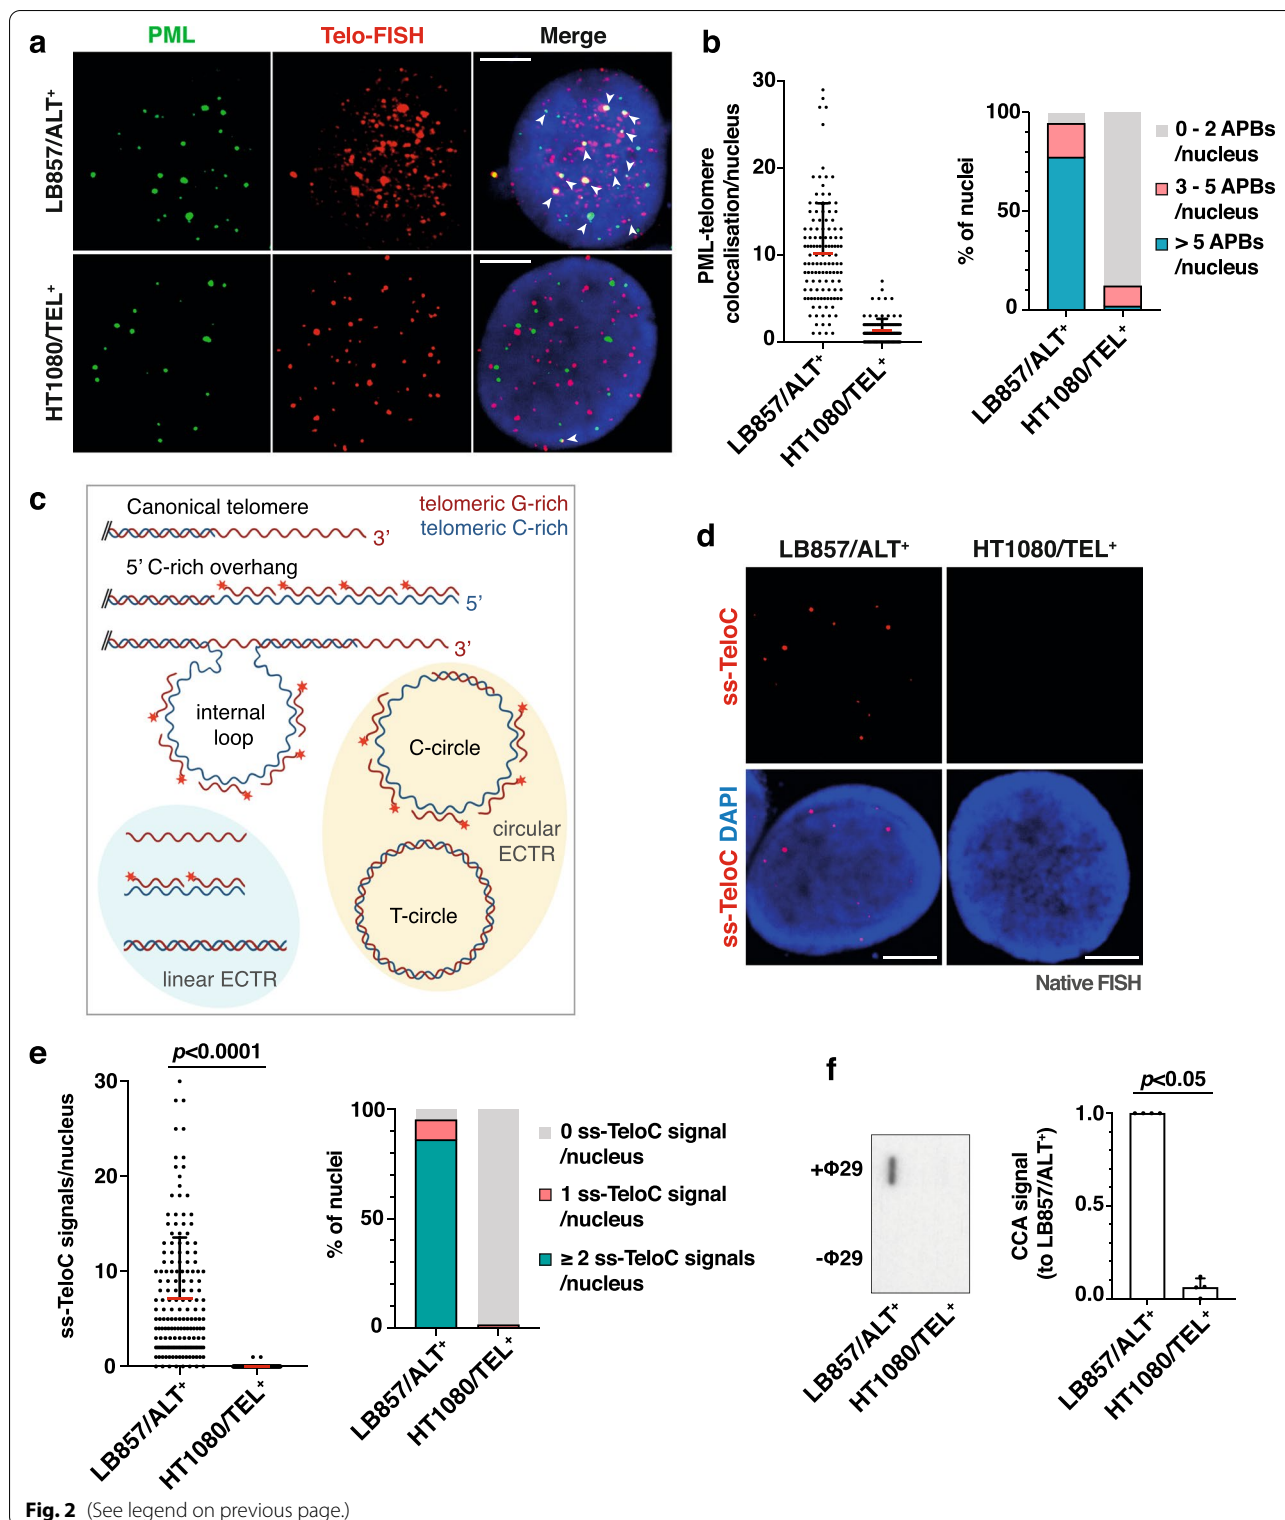 a
PML
Telo-FISH
Merge
LB857/ALT⁺
HT1080/TEL⁺
b
30
20
10
0
PML-telomere
colocalisation/nucleus
LB857/ALT⁺
HT1080/TEL⁺
100
50
0
% of nuclei
LB857/ALT⁺
HT1080/TEL⁺
0 - 2 APBs
/nucleus
3 - 5 APBs
/nucleus
> 5 APBs
/nucleus
c
Canonical telomere
telomeric G-rich
telomeric C-rich
3’
5’ C-rich overhang
5’
3’
internal
loop
C-circle
circular
ECTR
T-circle
linear ECTR
d
LB857/ALT⁺
HT1080/TEL⁺
ss-TeloC
ss-TeloC DAPI
Native FISH
e
p<0.0001
30
20
10
0
ss-TeloC signals/nucleus
LB857/ALT⁺
HT1080/TEL⁺
100
50
0
% of nuclei
LB857/ALT⁺
HT1080/TEL⁺
0 ss-TeloC signal
/nucleus
1 ss-TeloC signal
/nucleus
≥ 2 ss-TeloC signals
/nucleus
f
+Φ29
-Φ29
LB857/ALT⁺
HT1080/TEL⁺
p<0.05
1.0
0.5
0.0
CCA signal
(to LB857/ALT⁺)
LB857/ALT⁺
HT1080/TEL⁺
Fig. 2 (See legend on previous page.)